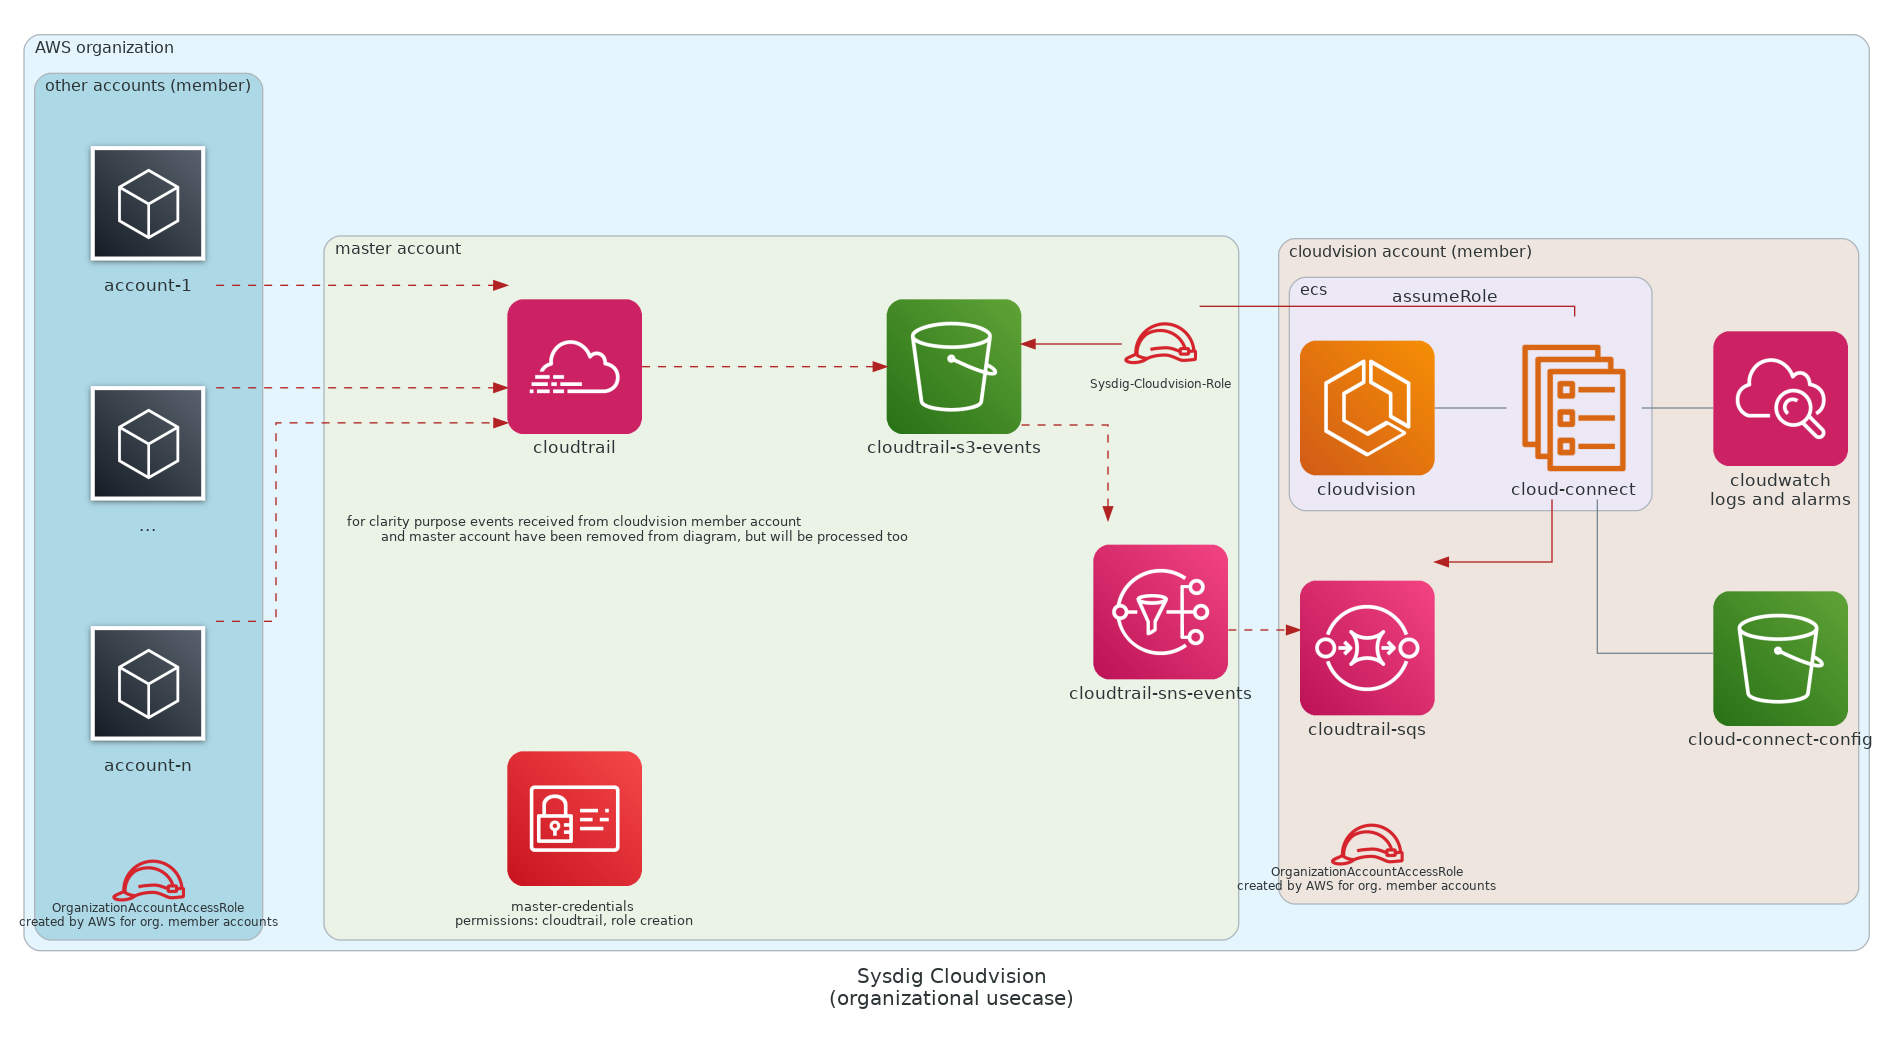 AWS organization
other accounts (member)
account-1
...
account-n
OrganizationAccountAccessRole
created by AWS for org. member accounts
master account
cloudtrail
cloudtrail-s3-events
Sysdig-Cloudvision-Role
for clarity purpose events received from cloudvision member account
and master account have been removed from diagram, but will be processed too
cloudtrail-sns-events
master-credentials
permissions: cloudtrail, role creation
cloudvision account (member)
ecs
assumeRole
cloudvision
cloud-connect
cloudwatch
logs and alarms
cloudtrail-sqs
cloud-connect-config
OrganizationAccountAccessRole
created by AWS for org. member accounts
Sysdig Cloudvision
(organizational usecase)